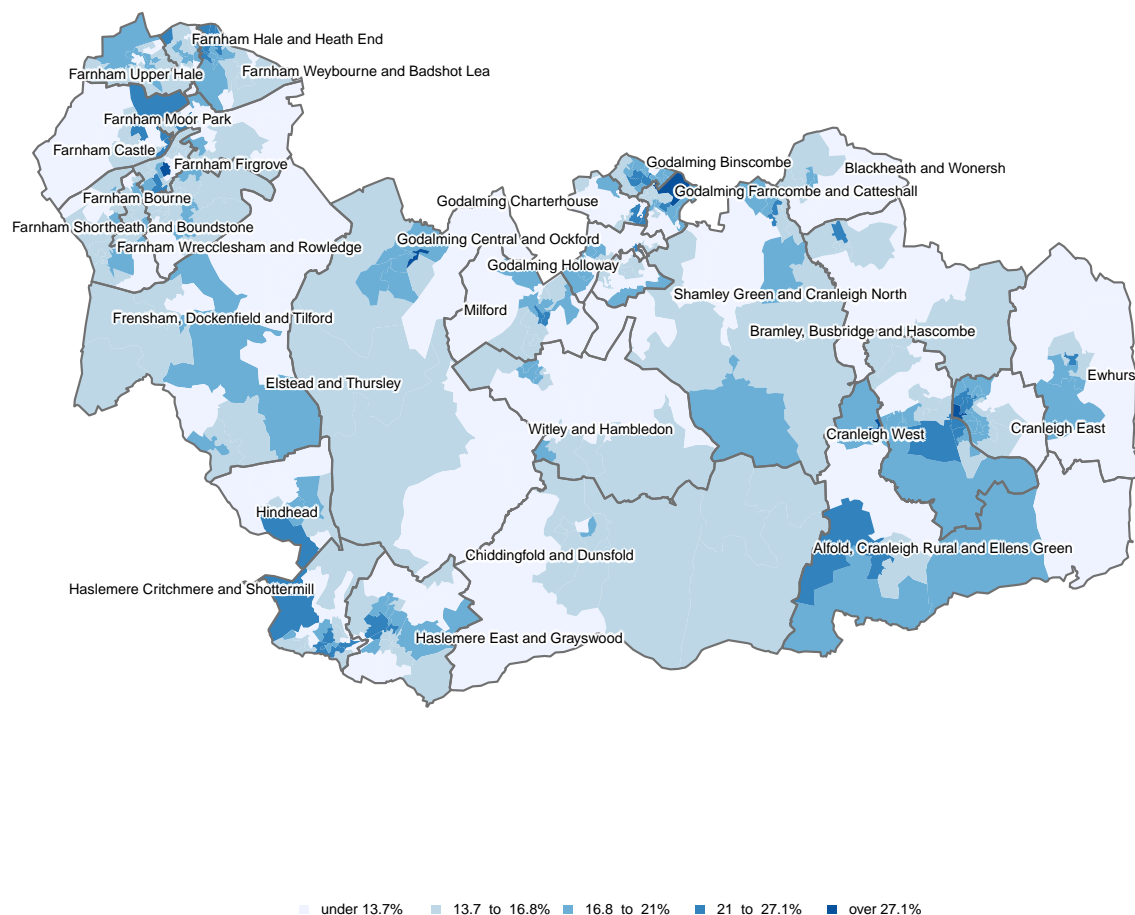 Farnham Hale and Heath End
Farnham Upper Hale
Farnham Weybourne and Badshot Lea
Farnham Moor Park
Farnham Castle
Farnham Firgrove
Godalming Binscombe
Blackheath and Wonersh
Farnham Bourne
Godalming Charterhouse
Godalming Farncombe and Catteshall
Farnham Shortheath and Boundstone
Farnham Wrecclesham and Rowledge
Godalming Central and Ockford
Godalming Holloway
Shamley Green and Cranleigh North
Milford
Frensham, Dockenfield and Tilford
Bramley, Busbridge and Hascombe
Elstead and Thursley
Ewhurs
Witley and Hambledon
Cranleigh West
Cranleigh East
Hindhead
Chiddingfold and Dunsfold
Alfold, Cranleigh Rural and Ellens Green
Haslemere Critchmere and Shottermill
Haslemere East and Grayswood
under 13.7% 13.7 to 16.8% 16.8 to 21% 21 to 27.1% over 27.1%